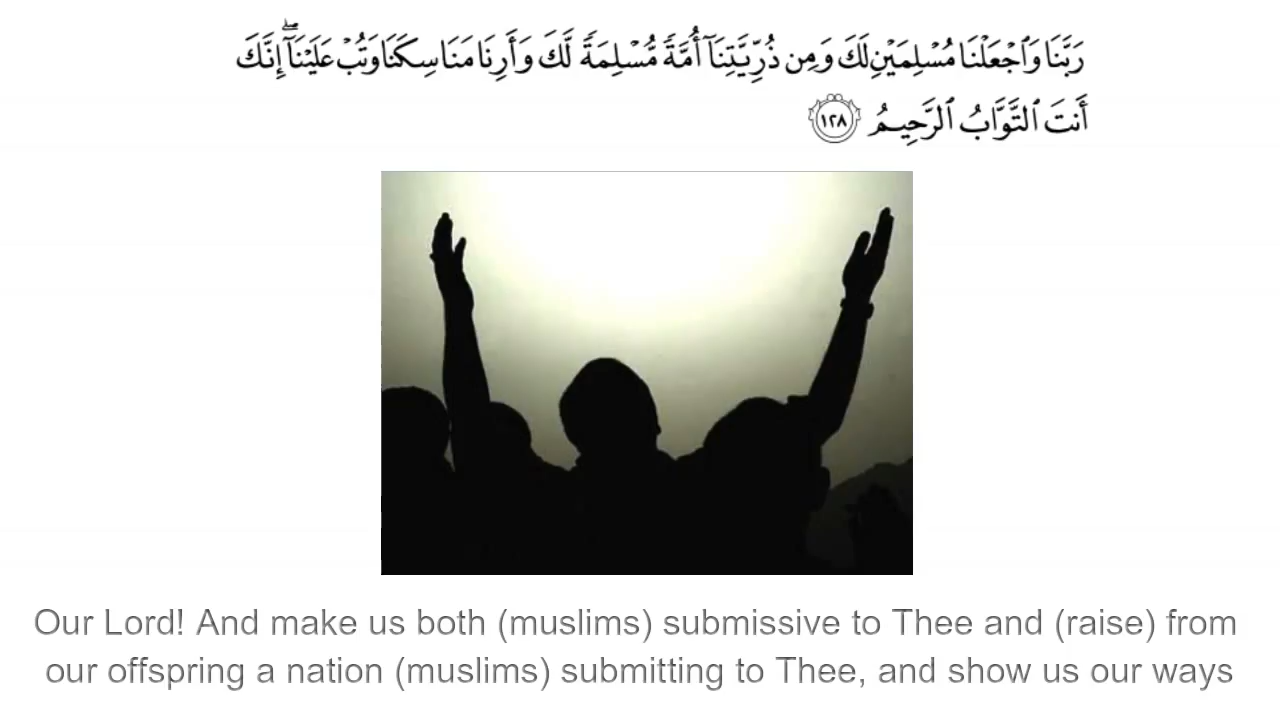 رَبَّنَا وَٱجْعَلْنَا مُسْلِمَيْنِ لَكَ وَمِن ذُرِّيَّتِنَآ أُمَّةً مُّسْلِمَةً لَّكَ وَأَرِنَا مَنَاسِكَنَا وَتُبْ عَلَيْنَآ ۖ إِنَّكَ
أَنتَ ٱلتَّوَّابُ ٱلرَّحِيمُ ١٢٨
Our Lord! And make us both (muslims) submissive to Thee and (raise) from
our offspring a nation (muslims) submitting to Thee, and show us our ways